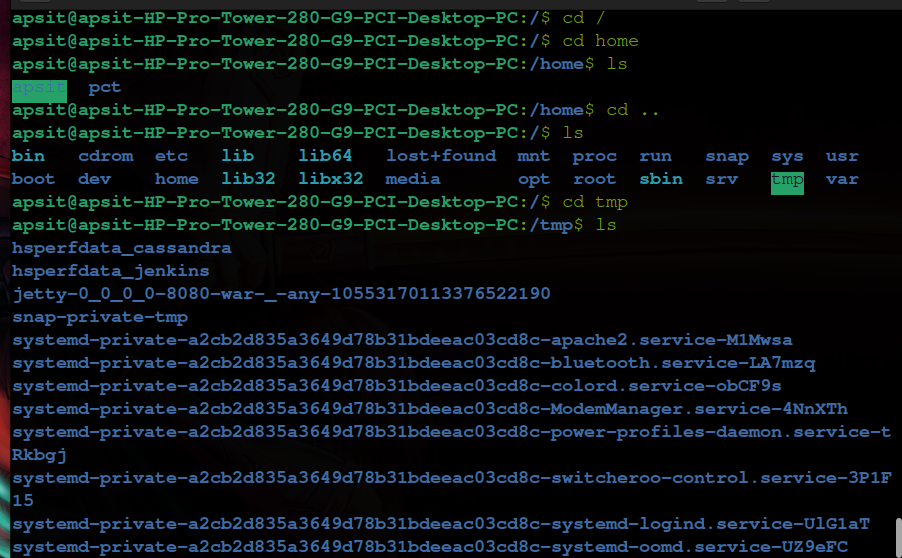 apsit@apsit-HP-Pro-Tower-280-G9-PCI-Desktop-PC:/$ cd /
apsit@apsit-HP-Pro-Tower-280-G9-PCI-Desktop-PC:/$ cd home
apsit@apsit-HP-Pro-Tower-280-G9-PCI-Desktop-PC:/home$ ls
apsit  pct
apsit@apsit-HP-Pro-Tower-280-G9-PCI-Desktop-PC:/home$ cd ..
apsit@apsit-HP-Pro-Tower-280-G9-PCI-Desktop-PC:/$ ls
bin   cdrom  etc   lib    lib64   lost+found  mnt  proc  run   snap  sys  usr
boot  dev    home  lib32  libx32  media       opt  root  sbin  srv   tmp  var
apsit@apsit-HP-Pro-Tower-280-G9-PCI-Desktop-PC:/$ cd tmp
apsit@apsit-HP-Pro-Tower-280-G9-PCI-Desktop-PC:/tmp$ ls
hsperfdata_cassandra
hsperfdata_jenkins
jetty-0_0_0_0-8080-war-_-any-10553170113376522190
snap-private-tmp
systemd-private-a2cb2d835a3649d78b31bdeeac03cd8c-apache2.service-M1Mwsa
systemd-private-a2cb2d835a3649d78b31bdeeac03cd8c-bluetooth.service-LA7mzq
systemd-private-a2cb2d835a3649d78b31bdeeac03cd8c-colord.service-obCF9s
systemd-private-a2cb2d835a3649d78b31bdeeac03cd8c-ModemManager.service-4NnXTh
systemd-private-a2cb2d835a3649d78b31bdeeac03cd8c-power-profiles-daemon.service-t
Rkbgj
systemd-private-a2cb2d835a3649d78b31bdeeac03cd8c-switcheroo-control.service-3P1F
15
systemd-private-a2cb2d835a3649d78b31bdeeac03cd8c-systemd-logind.service-UlG1aT
systemd-private-a2cb2d835a3649d78b31bdeeac03cd8c-systemd-oomd.service-UZ9eFC